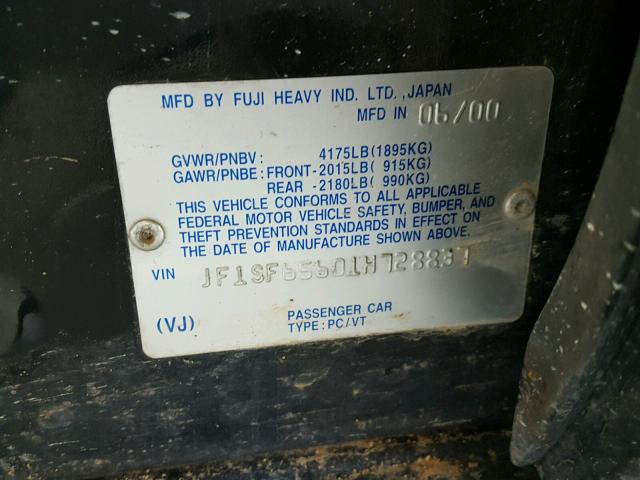 MFD BY FUJI HEAVY IND. LTD.,JAPAN
MFD IN 06/00
GVWR/PNBV: 4175LB(1895KG)
GAWR/PNBE: FRONT-2015LB( 915KG)
REAR -2180LB( 990KG)
THIS VEHICLE CONFORMS TO ALL APPLICABLE
FEDERAL MOTOR VEHICLE SAFETY, BUMPER, AND
THEFT PREVENTION STANDARDS IN EFFECT ON
THE DATE OF MANUFACTURE SHOWN ABOVE.
VIN JF1SF65601H728837
(VJ) PASSENGER CAR
TYPE:PC/VT